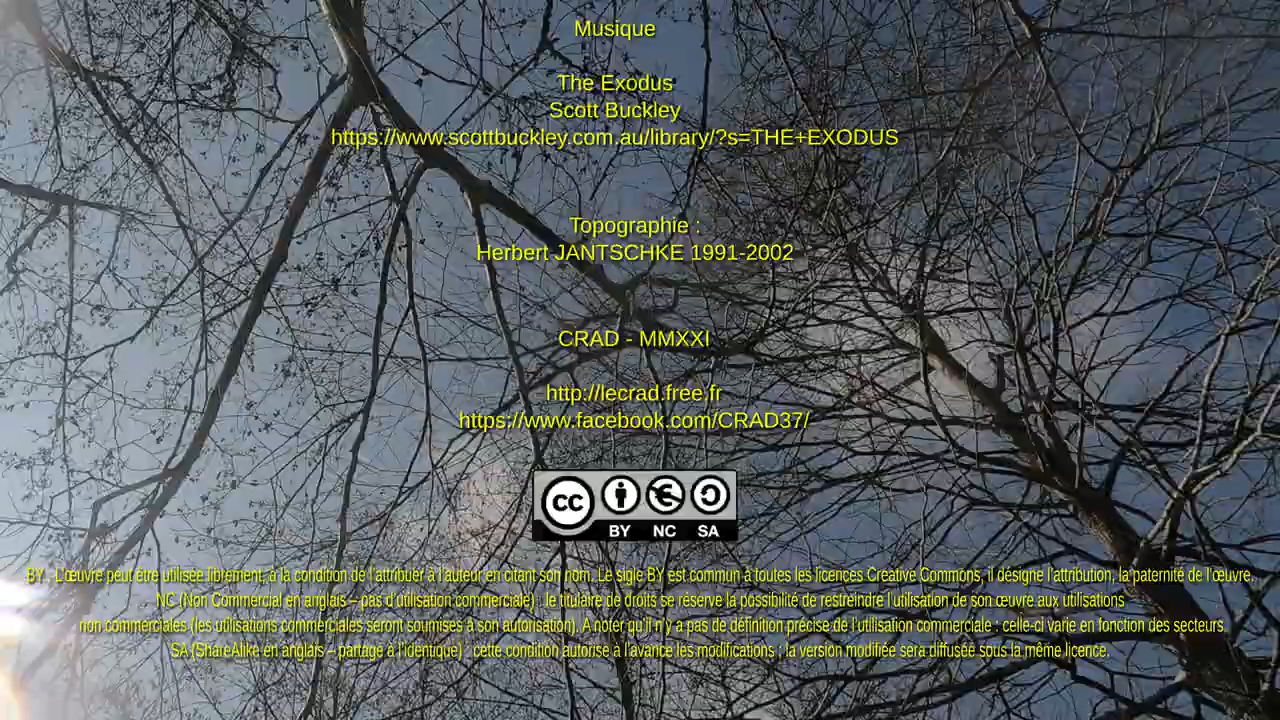 Musique
The Exodus
Scott Buckley
https://www.scottbuckley.com.au/library/?s=THE+EXODUS
Topographie :
Herbert JANTSCHKE 1991-2002
CRAD - MMXXI
http://lecrad.free.fr
https://www.facebook.com/CRAD37/
cc BY NC SA
BY : L'œuvre peut être utilisée librement, à la condition de l'attribuer à l'auteur en citant son nom. Le sigle BY est commun à toutes les licences Creative Commons, il désigne l'attribution, la paternité de l'œuvre.
NC (Non Commercial en anglais – pas d'utilisation commerciale) : le titulaire de droits se réserve la possibilité de restreindre l'utilisation de son œuvre aux utilisations
non commerciales (les utilisations commerciales seront soumises à son autorisation). A noter qu'il n'y a pas de définition précise de l'utilisation commerciale ; celle-ci varie en fonction des secteurs.
SA (ShareAlike en anglais – partage à l'identique) : cette condition autorise à l'avance les modifications ; la version modifiée sera diffusée sous la même licence.